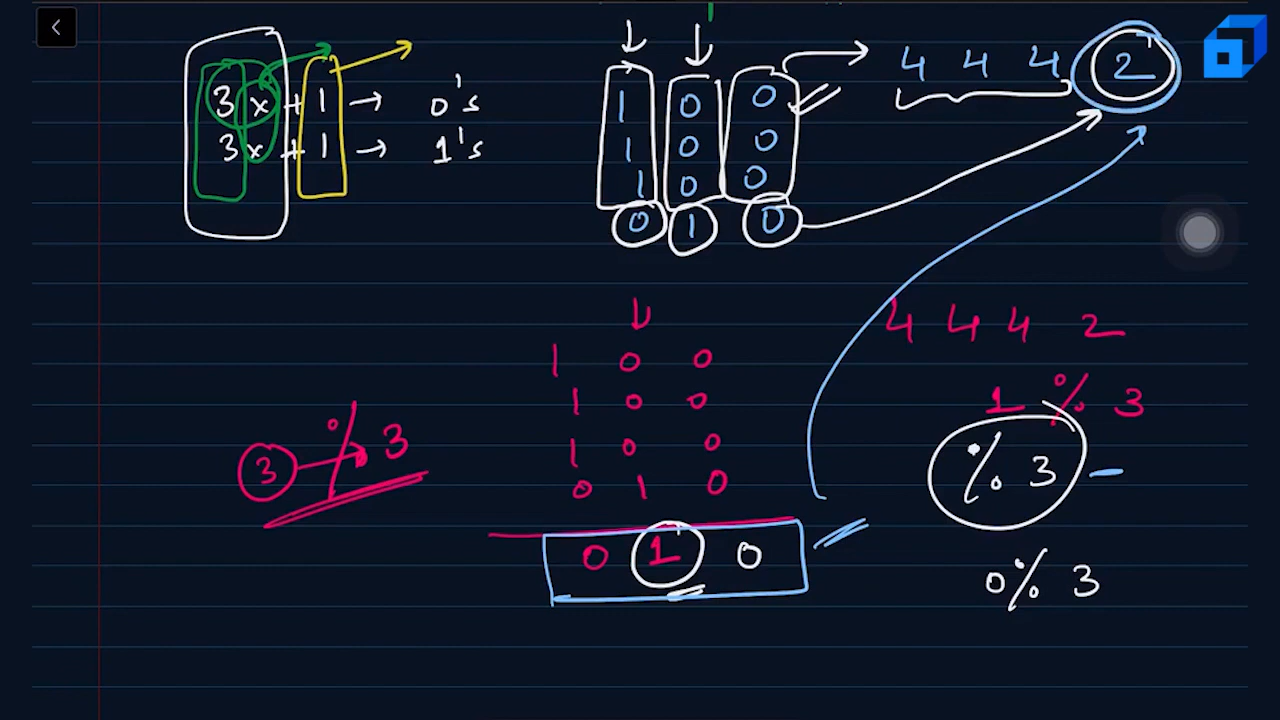 3x + 1 → 0's
3x + 1 → 1's
1 0 0 → 4 4 4 2
1 0 0
1 0 0
0 1 0
4 4 4 2
1 0 0
1 0 0
1 % 3
1 0 0
3 → % 3
% 3 -
0 1 0
0 1 0
0 % 3